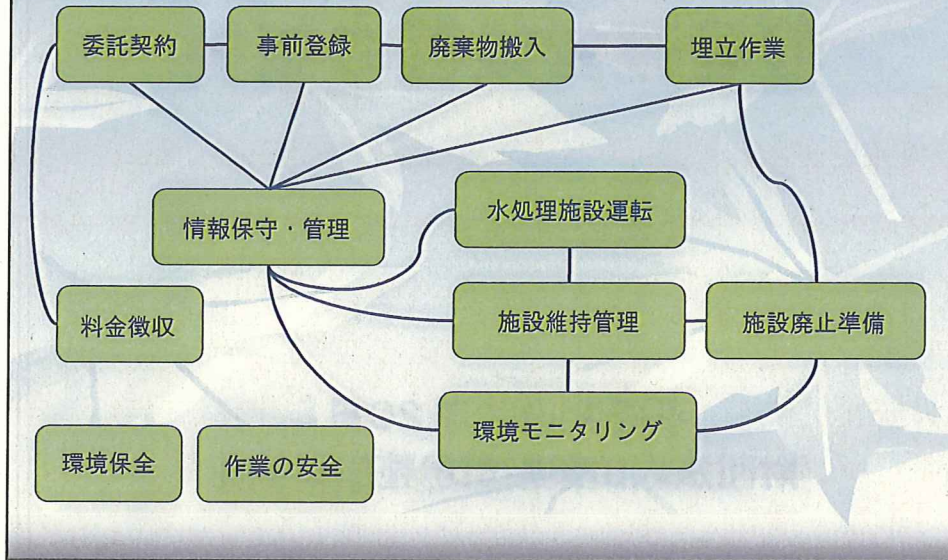 委託契約
事前登録
廃棄物搬入
埋立作業
情報保守・管理
水処理施設運転
料金徴収
施設維持管理
施設廃止準備
環境モニタリング
環境保全
作業の安全